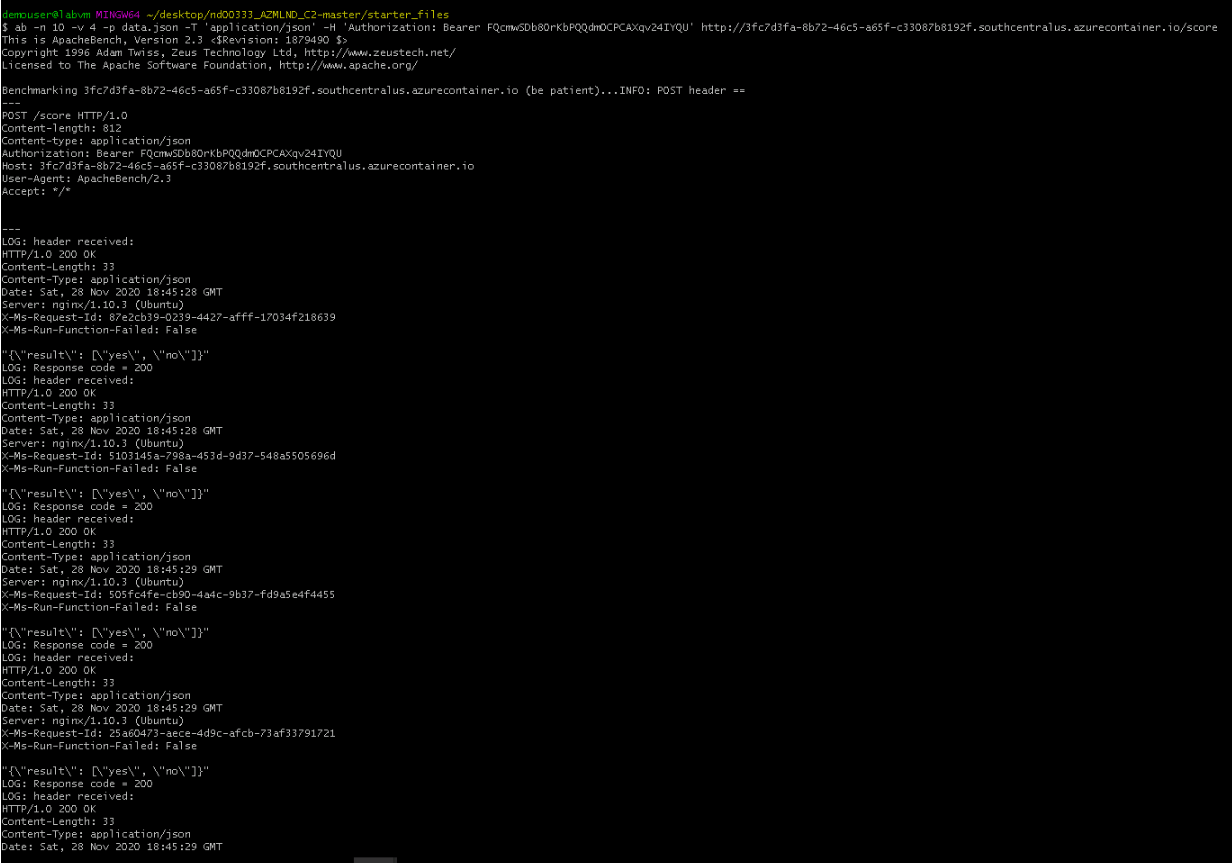 demouser@labvm MINGW64 ~/desktop/nd00333_AZMLND_C2-master/starter_files
$ ab -n 10 -v 4 -p data.json -T 'application/json' -H 'Authorization: Bearer FQcmwSDb8OrKbPQQdmOCPCAXqv24IYQU' http://3fc7d3fa-8b72-46c5-a65f-c33087b8192f.southcentralus.azurecontainer.io/score
This is ApacheBench, Version 2.3 <$Revision: 1879490 $>
Copyright 1996 Adam Twiss, Zeus Technology Ltd, http://www.zeustech.net/
Licensed to The Apache Software Foundation, http://www.apache.org/
Benchmarking 3fc7d3fa-8b72-46c5-a65f-c33087b8192f.southcentralus.azurecontainer.io (be patient)...INFO: POST header ==
---
POST /score HTTP/1.0
Content-length: 812
Content-type: application/json
Authorization: Bearer FQcmwSDb8OrKbPQQdmOCPCAXqv24IYQU
Host: 3fc7d3fa-8b72-46c5-a65f-c33087b8192f.southcentralus.azurecontainer.io
User-Agent: ApacheBench/2.3
Accept: */*
---
LOG: header received:
HTTP/1.0 200 OK
Content-Length: 33
Content-Type: application/json
Date: Sat, 28 Nov 2020 18:45:28 GMT
Server: nginx/1.10.3 (Ubuntu)
X-Ms-Request-Id: 87e2cb39-0239-4427-afff-17034f218639
X-Ms-Run-Function-Failed: False
"{\"result\": [\"yes\", \"no\"]}"
LOG: Response code = 200
LOG: header received:
HTTP/1.0 200 OK
Content-Length: 33
Content-Type: application/json
Date: Sat, 28 Nov 2020 18:45:28 GMT
Server: nginx/1.10.3 (Ubuntu)
X-Ms-Request-Id: 5103145a-798a-453d-9d37-548a5505696d
X-Ms-Run-Function-Failed: False
"{\"result\": [\"yes\", \"no\"]}"
LOG: Response code = 200
LOG: header received:
HTTP/1.0 200 OK
Content-Length: 33
Content-Type: application/json
Date: Sat, 28 Nov 2020 18:45:29 GMT
Server: nginx/1.10.3 (Ubuntu)
X-Ms-Request-Id: 505fc4fe-cb90-4a4c-9b37-fd9a5e4f4455
X-Ms-Run-Function-Failed: False
"{\"result\": [\"yes\", \"no\"]}"
LOG: Response code = 200
LOG: header received:
HTTP/1.0 200 OK
Content-Length: 33
Content-Type: application/json
Date: Sat, 28 Nov 2020 18:45:29 GMT
Server: nginx/1.10.3 (Ubuntu)
X-Ms-Request-Id: 25a60473-aece-4d9c-afcb-73af33791721
X-Ms-Run-Function-Failed: False
"{\"result\": [\"yes\", \"no\"]}"
LOG: Response code = 200
LOG: header received:
HTTP/1.0 200 OK
Content-Length: 33
Content-Type: application/json
Date: Sat, 28 Nov 2020 18:45:29 GMT